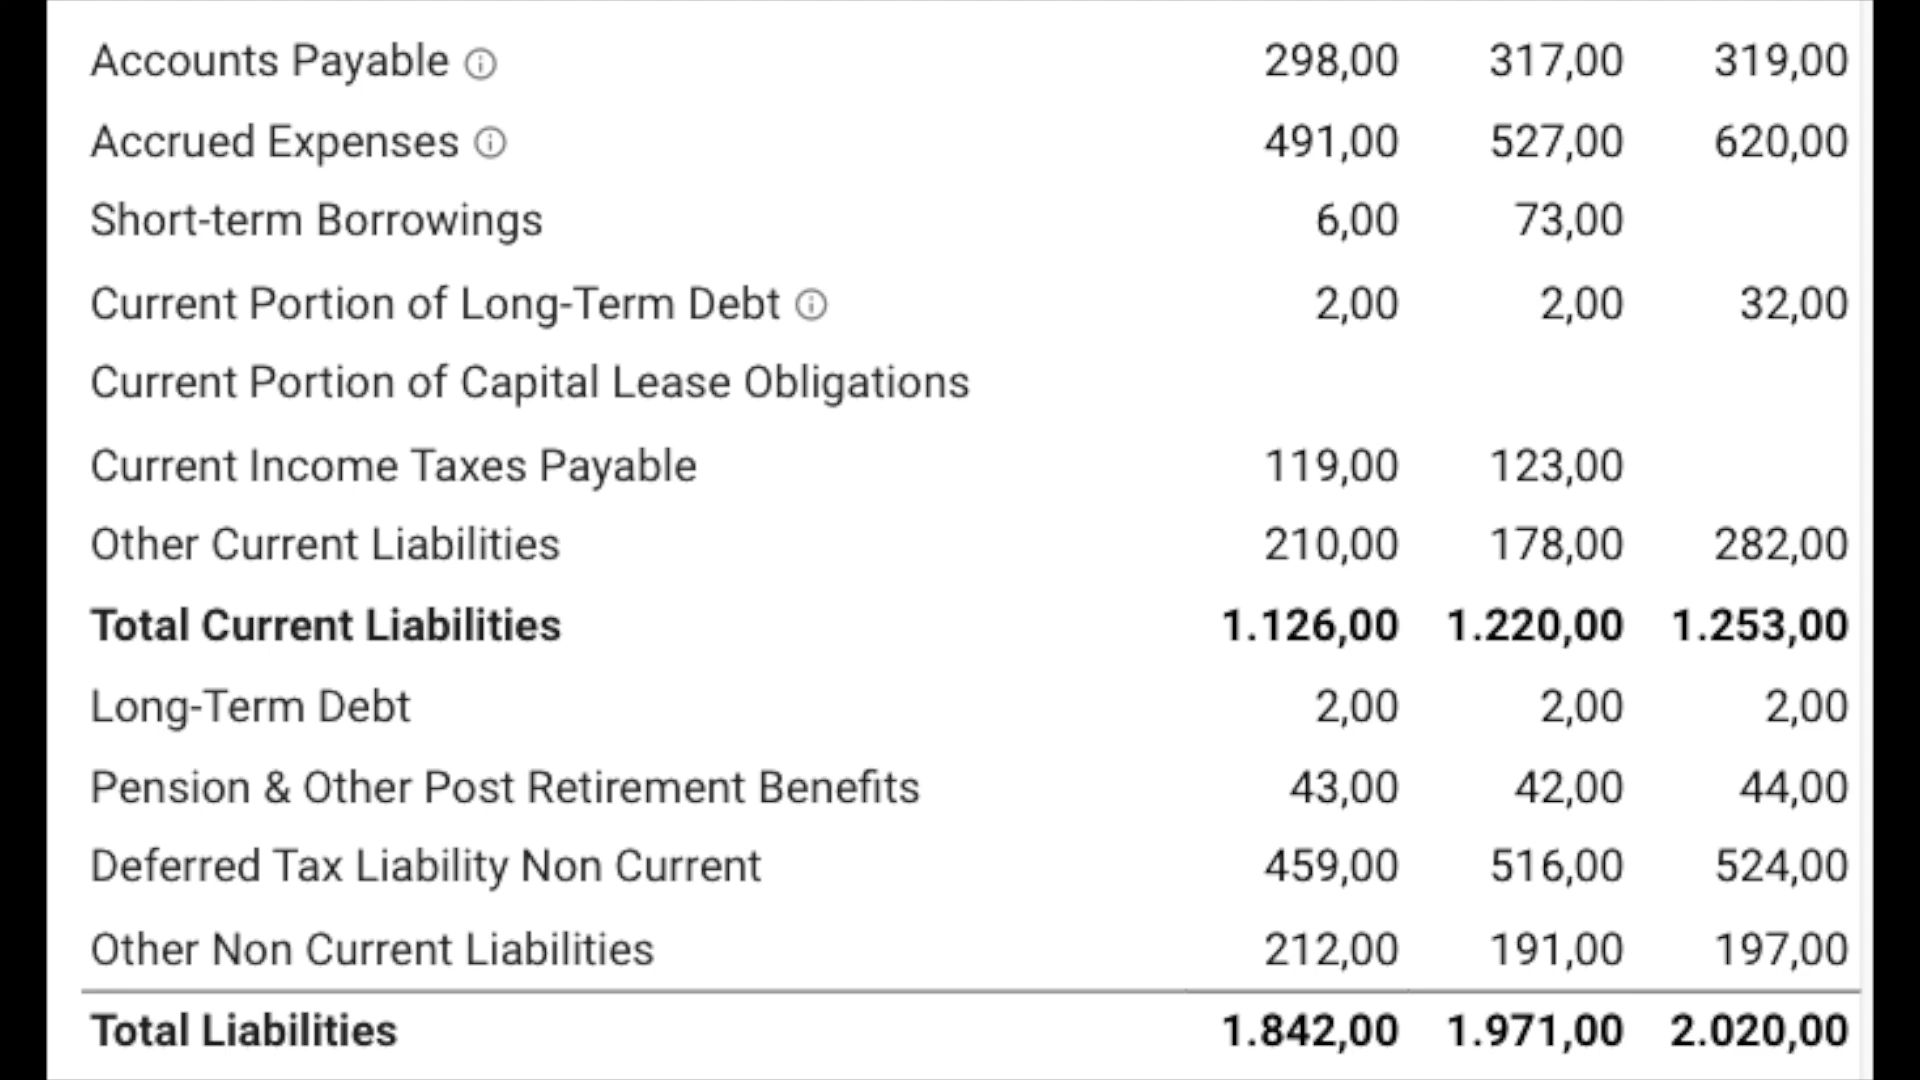 Accounts Payable 298,00 317,00 319,00
Accrued Expenses 491,00 527,00 620,00
Short-term Borrowings 6,00 73,00
Current Portion of Long-Term Debt 2,00 2,00 32,00
Current Portion of Capital Lease Obligations
Current Income Taxes Payable 119,00 123,00
Other Current Liabilities 210,00 178,00 282,00
Total Current Liabilities 1.126,00 1.220,00 1.253,00
Long-Term Debt 2,00 2,00 2,00
Pension & Other Post Retirement Benefits 43,00 42,00 44,00
Deferred Tax Liability Non Current 459,00 516,00 524,00
Other Non Current Liabilities 212,00 191,00 197,00
Total Liabilities 1.842,00 1.971,00 2.020,00